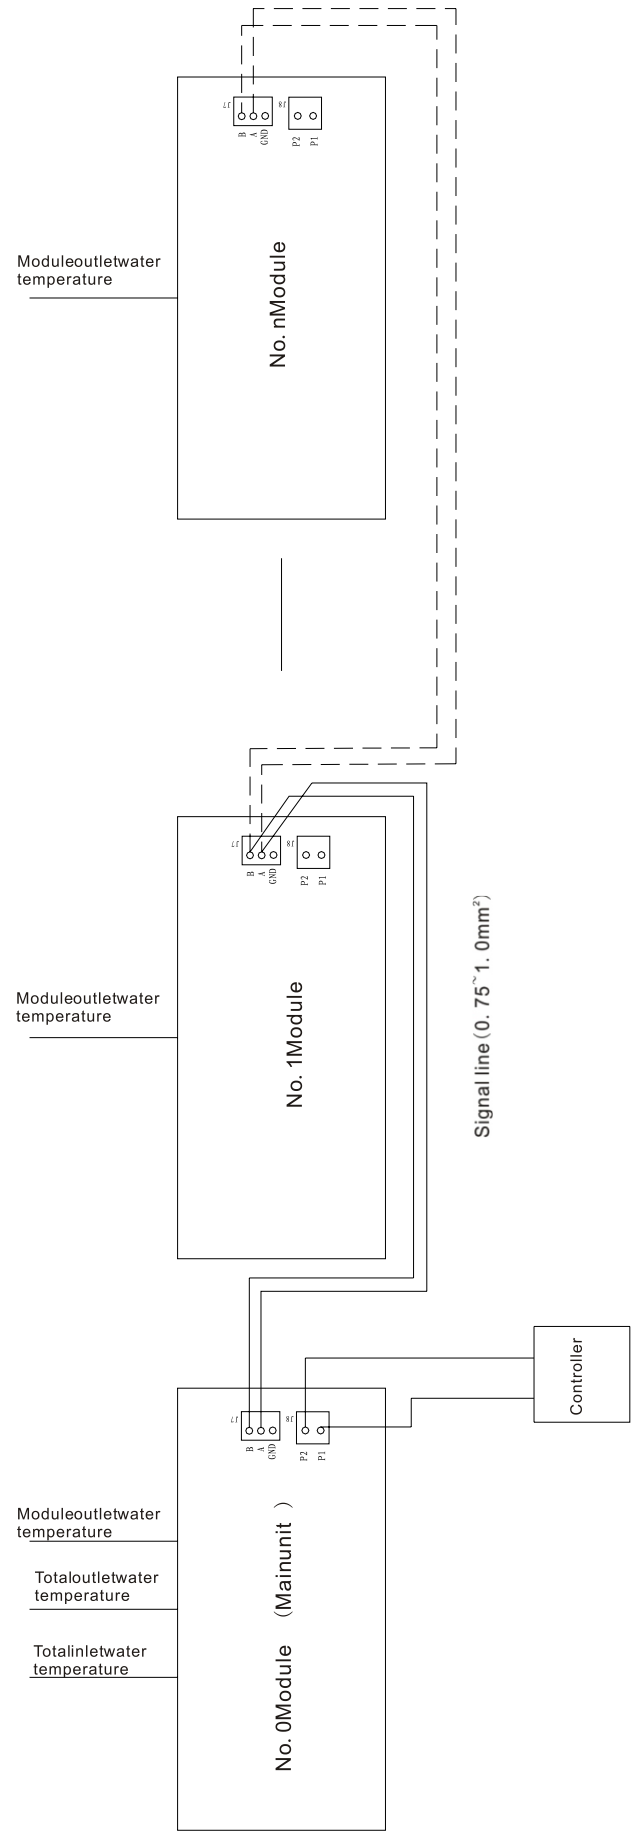 J7
J8
B
A
GND
P2
P1
Moduleoutletwater
temperature
No. nModule
J7
J8
B
A
GND
P2
P1
Moduleoutletwater
temperature
No. 1Module
Signal line(0. 75~1. 0mm²)
Controller
J7
J8
B
A
GND
P2
P1
Moduleoutletwater
temperature
Totaloutletwater
temperature
Totalinletwater
temperature
No. 0Module (Mainunit )